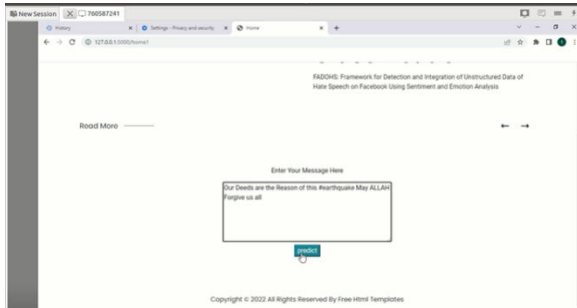 New Session
760587241
History
Settings - Privacy and security
Home
127.0.0.1:5000/home1
FADOHS: Framework for Detection and Integration of Unstructured Data of
Hate Speech on Facebook Using Sentiment and Emotion Analysis
Read More
Enter Your Message Here
Our Deeds are the Reason of this #earthquake May ALLAH
Forgive us all
predict
Copyright © 2022 All Rights Reserved By Free Html Templates